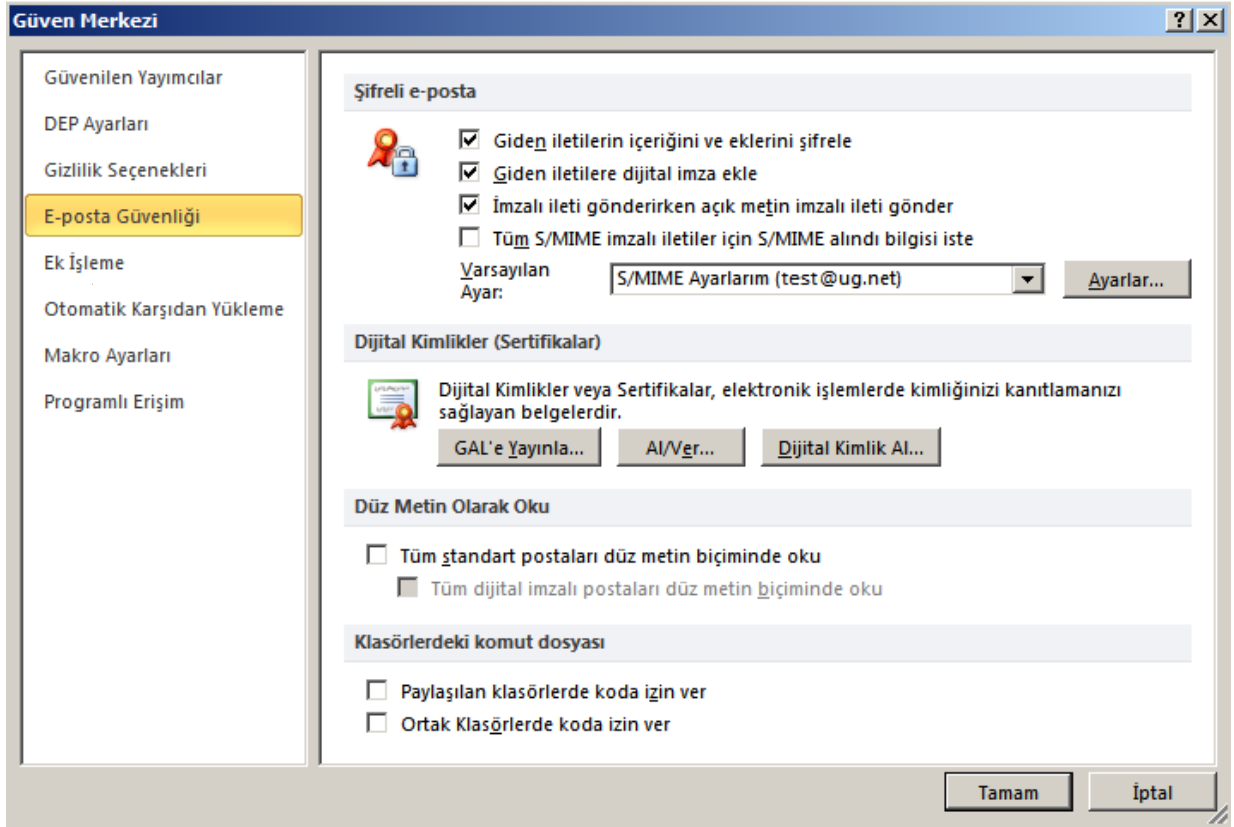 Güven Merkezi
Güvenilen Yayımcılar
DEP Ayarları
Gizlilik Seçenekleri
E-posta Güvenliği
Ek İşleme
Otomatik Karşıdan Yükleme
Makro Ayarları
Programlı Erişim
Şifreli e-posta
Giden iletilerin içeriğini ve eklerini şifrele
Giden iletilere dijital imza ekle
İmzalı ileti gönderirken açık metin imzalı ileti gönder
Tüm S/MIME imzalı iletiler için S/MIME alındı bilgisi iste
Varsayılan
Ayar:
S/MIME Ayarlarım (test@ug.net)
Ayarlar...
Dijital Kimlikler (Sertifikalar)
Dijital Kimlikler veya Sertifikalar, elektronik işlemlerde kimliğinizi kanıtlamanızı
sağlayan belgelerdir.
GAL'e Yayınla...
Al/Ver...
Dijital Kimlik Al...
Düz Metin Olarak Oku
Tüm standart postaları düz metin biçiminde oku
Tüm dijital imzalı postaları düz metin biçiminde oku
Klasörlerdeki komut dosyası
Paylaşılan klasörlerde koda izin ver
Ortak Klasörlerde koda izin ver
Tamam
İptal